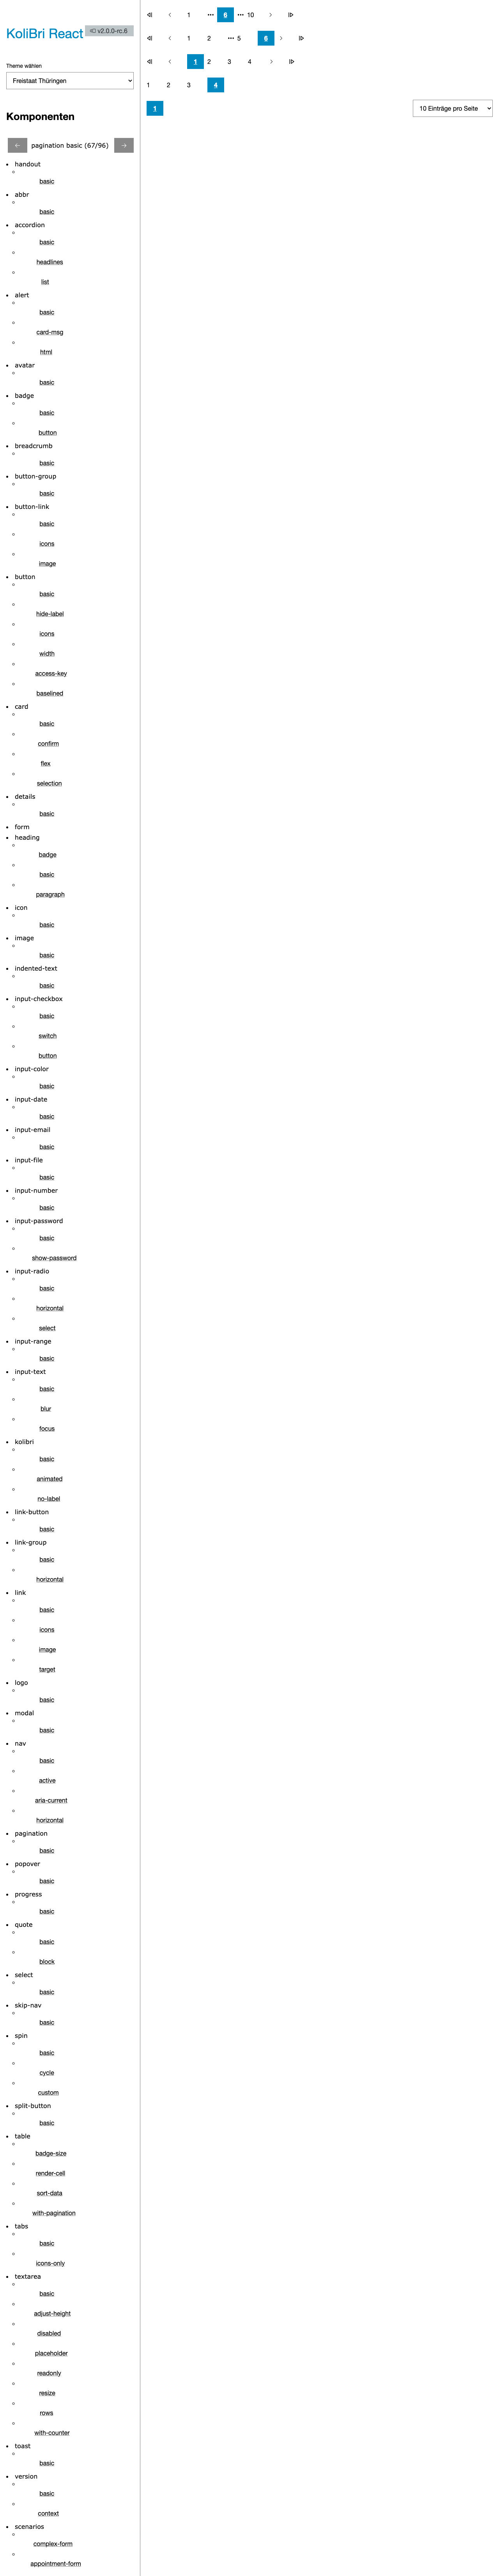 KoliBri React
v2.0.0-rc.6
Theme wählen
Freistaat Thüringen
Komponenten
← pagination basic (67/96) →
handout
basic
abbr
basic
accordion
basic
headlines
list
alert
basic
card-msg
html
avatar
basic
badge
basic
button
breadcrumb
basic
button-group
basic
button-link
basic
icons
image
button
basic
hide-label
icons
width
access-key
baselined
card
basic
confirm
flex
selection
details
basic
form
heading
badge
basic
paragraph
icon
basic
image
basic
indented-text
basic
input-checkbox
basic
switch
button
input-color
basic
input-date
basic
input-email
basic
input-file
basic
input-number
basic
input-password
basic
show-password
input-radio
basic
horizontal
select
input-range
basic
input-text
basic
blur
focus
kolibri
basic
animated
no-label
link-button
basic
link-group
basic
horizontal
link
basic
icons
image
target
logo
basic
modal
basic
nav
basic
active
aria-current
horizontal
pagination
basic
popover
basic
progress
basic
quote
basic
block
select
basic
skip-nav
basic
spin
basic
cycle
custom
split-button
basic
table
badge-size
render-cell
sort-data
with-pagination
tabs
basic
icons-only
textarea
basic
adjust-height
disabled
placeholder
readonly
resize
rows
with-counter
toast
basic
version
basic
context
scenarios
complex-form
appointment-form
1 ••• 6 ••• 10
1 2 ••• 5 6
1 2 3 4
1 2 3 4
1
10 Einträge pro Seite